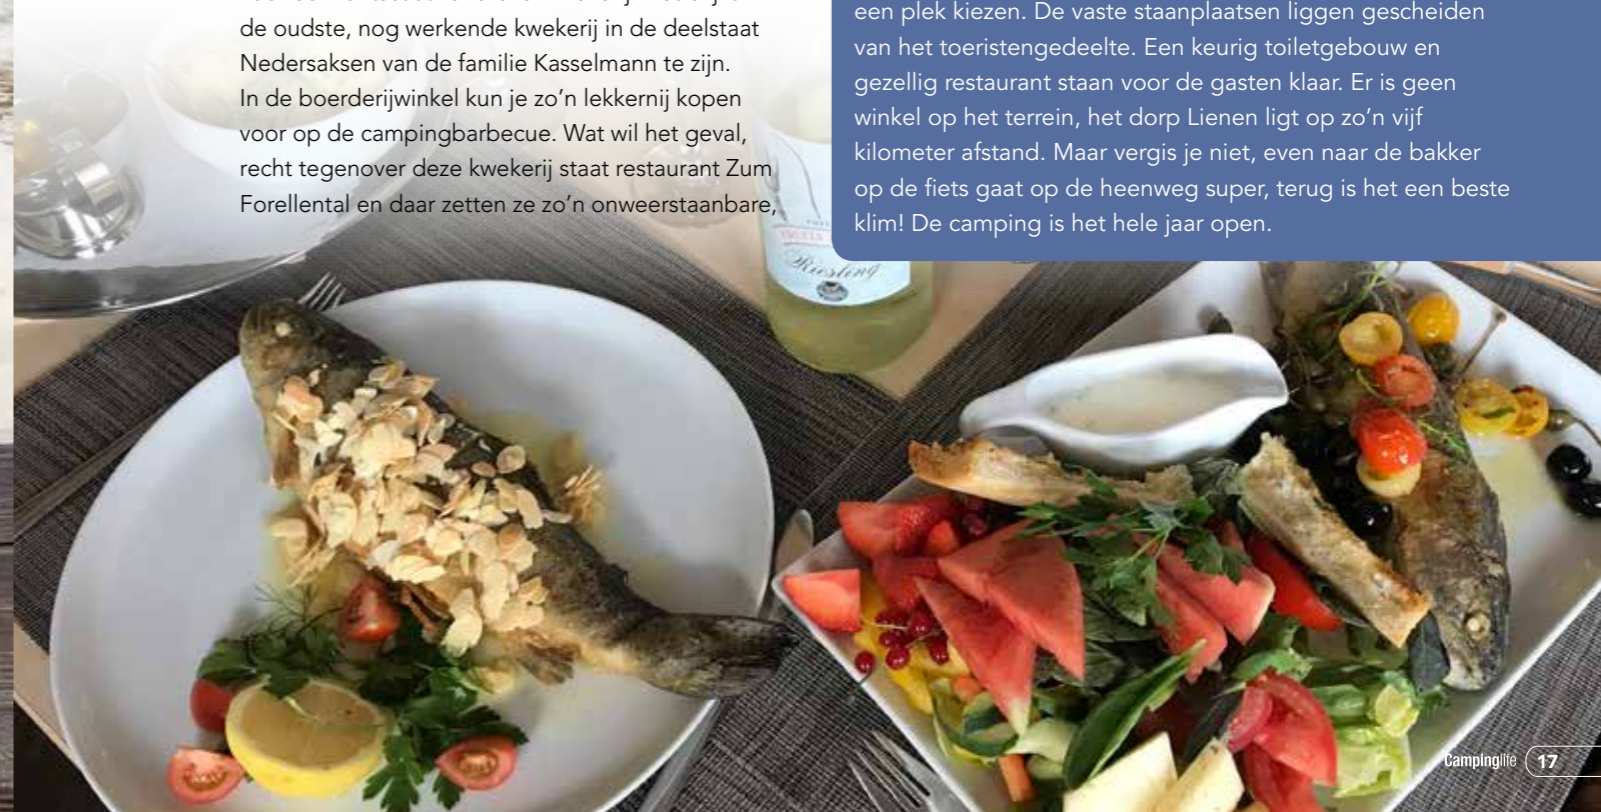 de oudste, nog werkende kwekerij in de deelstaat
Nedersaksen van de familie Kasselmann te zijn.
In de boerderijwinkel kun je zo’n lekkernij kopen
voor op de campingbarbecue. Wat wil het geval,
recht tegenover deze kwekerij staat restaurant Zum
Forellental en daar zetten ze zo’n onweerstaanbare,
een plek kiezen. De vaste staanplaatsen liggen gescheiden
van het toeristengedeelte. Een keurig toiletgebouw en
gezellig restaurant staan voor de gasten klaar. Er is geen
winkel op het terrein, het dorp Lienen ligt op zo’n vijf
kilometer afstand. Maar vergis je niet, even naar de bakker
op de fiets gaat op de heenweg super, terug is het een beste
klim! De camping is het hele jaar open.
Riesling
Campinglife 17